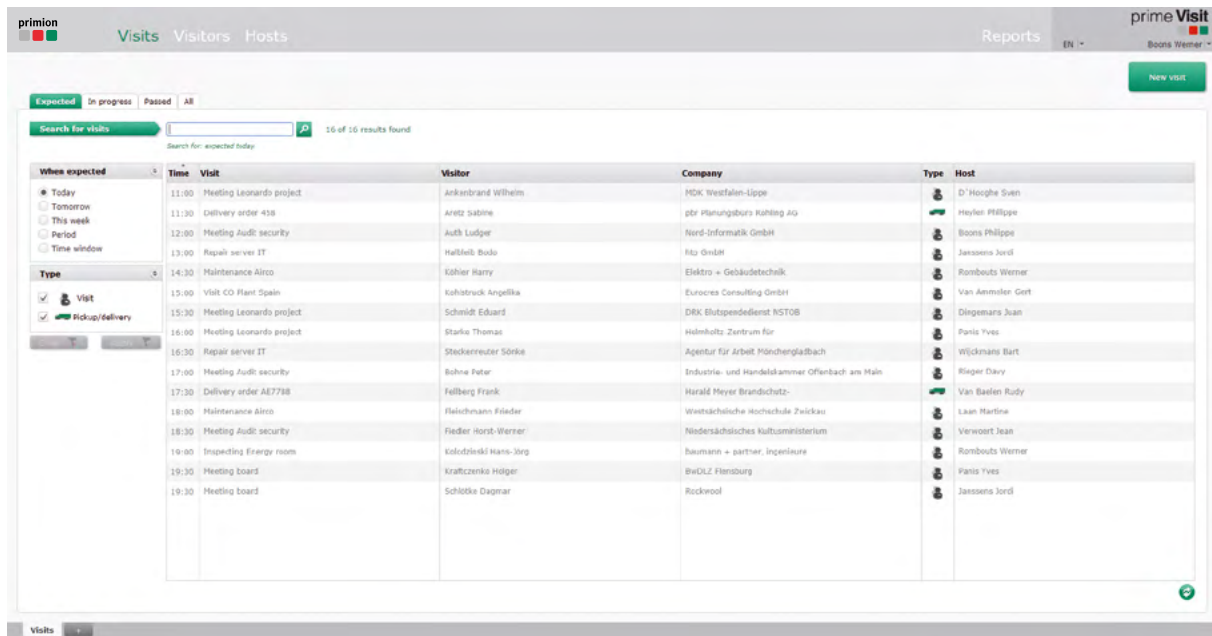 primion
Visits Visitors Hosts
Reports
EN
prime Visit
Boons Werner
New visit
Expected In progress Passed All
Search for visits
16 of 16 results found
Search for: expected today
When expected
Today
Tomorrow
This week
Period
Time window
Type
Visit
Pickup/delivery
Time Visit Visitor Company Type Host
11:00 Meeting Leonardo project Ankenbrand Wilhelm MDK Westfalen-Lippe D'Hooghe Sven
11:30 Delivery order 458 Aretz Sabine pbr Planungsbüro Rohling AG Heylen Philippe
12:00 Meeting Audit security Auth Ludger Nord-Informatik GmbH Boons Philippe
13:00 Repair server IT Halbleib Bodo GmbH Janssens Jordi
14:30 Maintenance Airco Köhler Harry Elektro + Gebäudetechnik Rombouts Werner
15:00 Visit CO Plant Spain Kohlstruck Angelika Eurocres Consulting GmbH Van Ammelen Gert
15:30 Meeting Leonardo project Schmidt Eduard DRK Blutspendedienst NSTOB Dingemans Juan
16:00 Meeting Leonardo project Starke Thomas Helmholtz Zentrum für Panis Yves
16:30 Repair server IT Steckenreuter Sönke Agentur für Arbeit Mönchengladbach Wijckmans Bart
17:00 Meeting Audit security Bohne Peter Industrie- und Handelskammer Offenbach am Main Rieger Davy
17:30 Delivery order AE7788 Fellberg Frank Harald Meyer Brandschutz- Van Baelen Rudy
18:00 Maintenance Airco Fleischmann Frieder Westsächsische Hochschule Zwickau Laan Martine
18:30 Meeting Audit security Fiedler Horst-Werner Niedersächsisches Kultusministerium Verwoert Jean
19:00 Inspecting Energy room Kolodzieski Hans-Jörg baumann + partner, ingenieure Rombouts Werner
19:30 Meeting board Kraftczenko Holger BwDLZ Flensburg Panis Yves
19:30 Meeting board Schlotke Dagmar Rockwool Janssens Jordi
Visits +